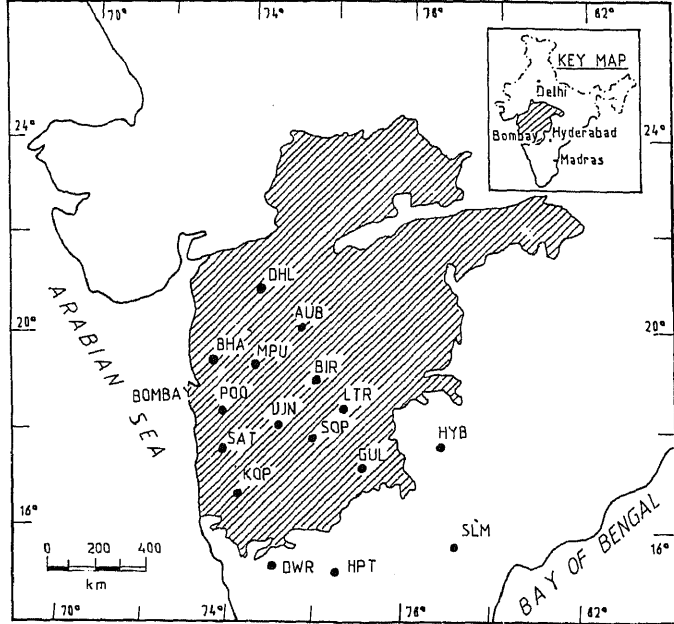 70°
74°
78°
82°
KEY MAP
Delhi
Bombay
Hyderabad
Madras
24°
24°
DHL
AUB
20°
20°
BHA
MPU
BIR
BOMBAY
POO
UJN
LTR
SAT
SOP
HYB
GUL
KOP
ARABIAN SEA
16°
SLM
16°
0 200 400
km
DWR
HPT
BAY OF BENGAL
70°
74°
78°
82°